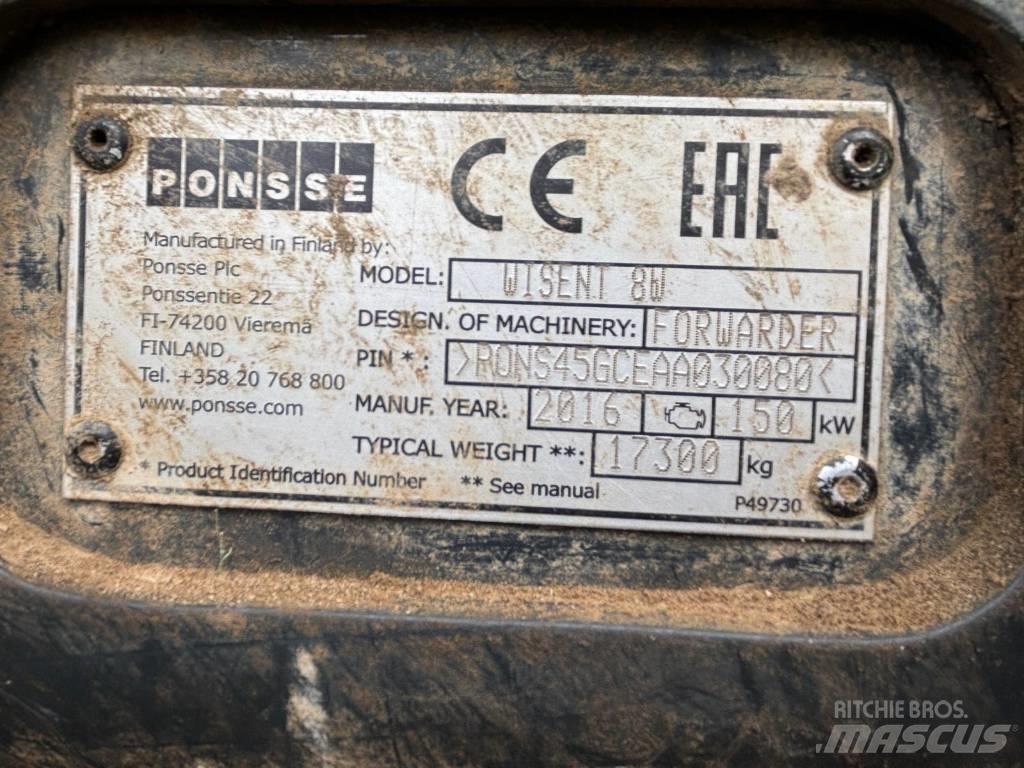 PONSSE CE EAC
Manufactured in Finland by:
Ponsse Plc
Ponssentie 22
FI-74200 Vieremä
FINLAND
Tel. +358 20 768 800
www.ponsse.com
MODEL: WISENT 8W
DESIGN. OF MACHINERY: FORWARDER
PIN * : >RONS45GCEAA030080<
MANUF. YEAR: 2016 150 kW
TYPICAL WEIGHT **: 17300 kg
* Product Identification Number ** See manual
P49730
RITCHIE BROS.
MASCUS